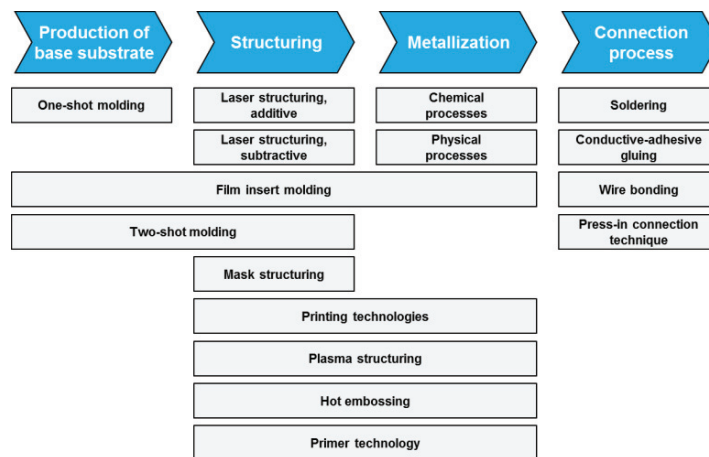 Production of
base substrate
Structuring
Metallization
Connection
process
One-shot molding
Laser structuring,
additive
Chemical
processes
Soldering
Laser structuring,
subtractive
Physical
processes
Conductive-adhesive
gluing
Film insert molding
Wire bonding
Two-shot molding
Press-in connection
technique
Mask structuring
Printing technologies
Plasma structuring
Hot embossing
Primer technology